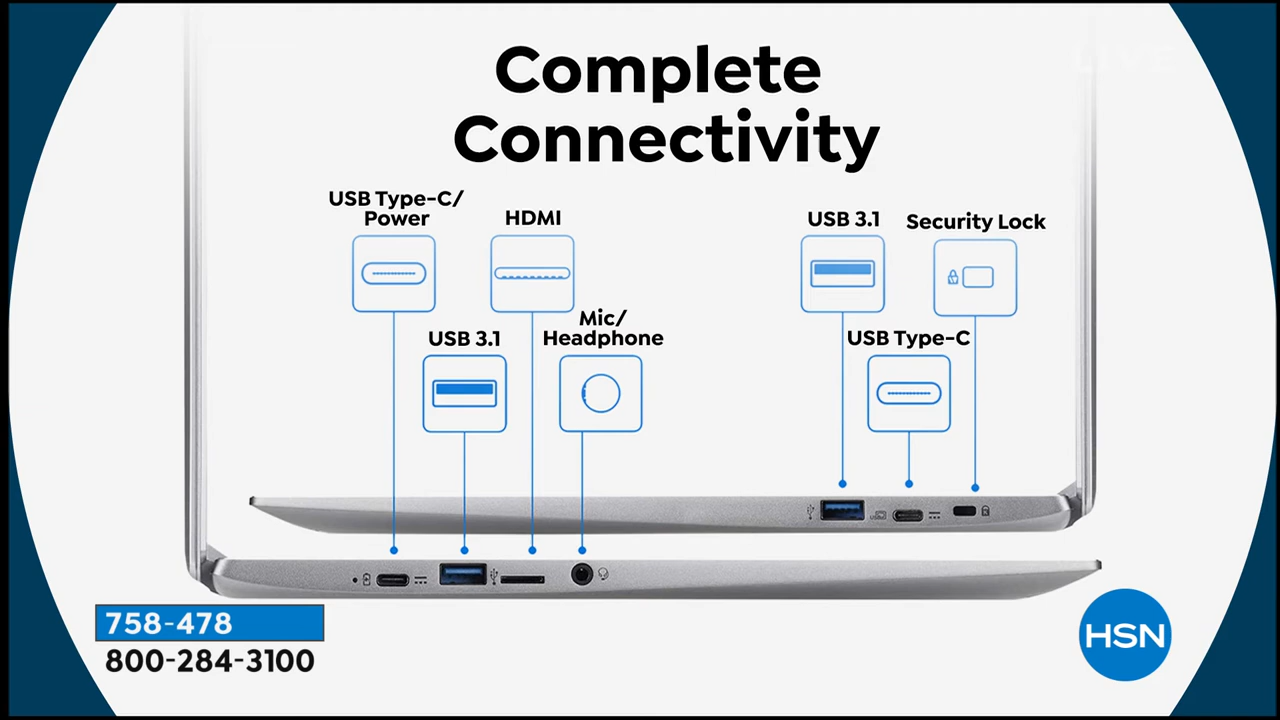 Complete
Connectivity
LIVE
USB Type-C/
Power
HDMI
USB 3.1
Security Lock
Mic/
Headphone
USB 3.1
USB Type-C
758-478
800-284-3100
HSN